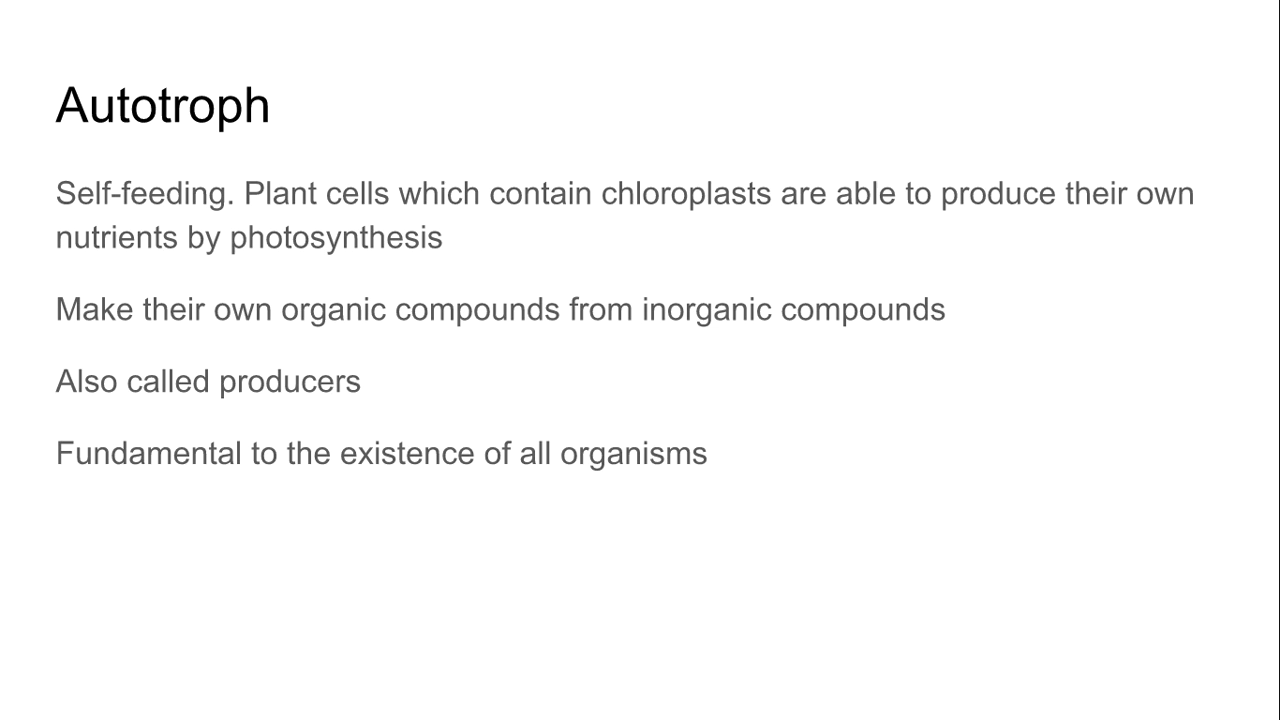 Autotroph
Self-feeding. Plant cells which contain chloroplasts are able to produce their own
nutrients by photosynthesis
Make their own organic compounds from inorganic compounds
Also called producers
Fundamental to the existence of all organisms